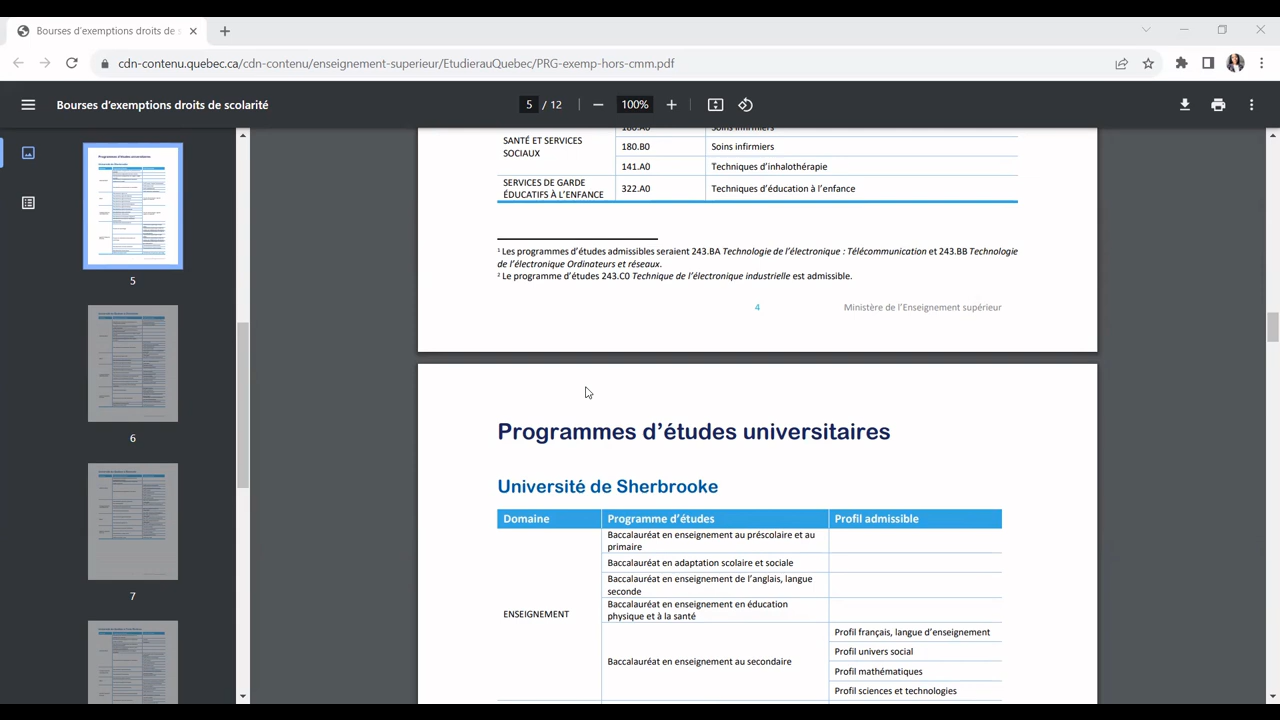 Bourses d'exemptions droits de s
cdn-contenu.quebec.ca/cdn-contenu/enseignement-superieur/EtudierauQuebec/PRG-exemp-hors-cmm.pdf
Bourses d'exemptions droits de scolarité
5 / 12
100%
5
6
7
180.A0 Soins infirmiers
SANTÉ ET SERVICES
SOCIAUX
180.B0 Soins infirmiers
141.A0 Techniques d'inhalothérapie
SERVICES DE GARDE
ÉDUCATIFS À L'ENFANCE
322.A0 Techniques d'éducation à l'enfance
¹ Les programmes d'études admissibles seraient 243.BA Technologie de l'électronique : Télécommunication et 243.BB Technologie
de l'électronique Ordinateurs et réseaux.
² Le programme d'études 243.C0 Technique de l'électronique industrielle est admissible.
4 Ministère de l'Enseignement supérieur
Programmes d'études universitaires
Université de Sherbrooke
Domaine Programme d'études Profil admissible
Baccalauréat en enseignement au préscolaire et au
primaire
Baccalauréat en adaptation scolaire et sociale
Baccalauréat en enseignement de l'anglais, langue
seconde
Baccalauréat en enseignement en éducation
physique et à la santé
ENSEIGNEMENT
Baccalauréat en enseignement au secondaire
Profil français, langue d'enseignement
Profil univers social
Profil mathématiques
Profil sciences et technologies